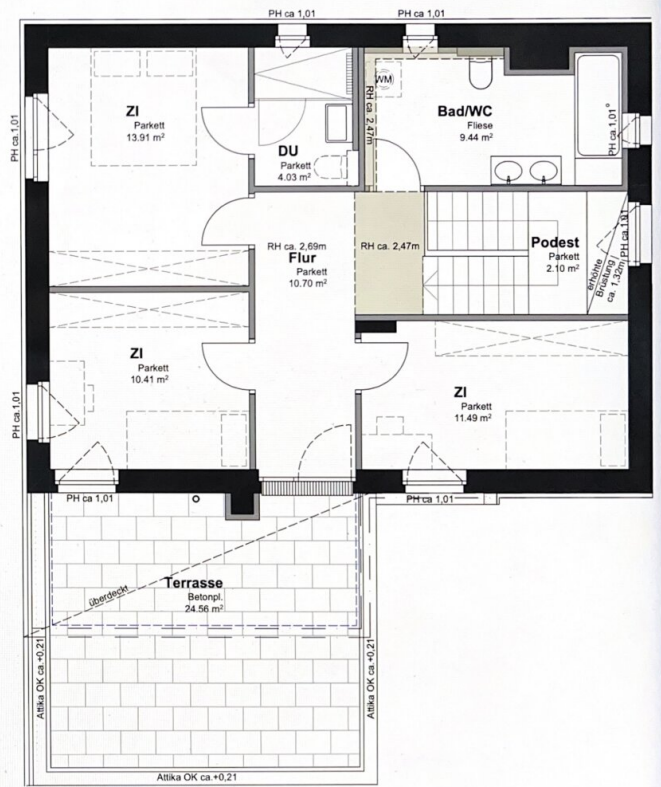 PH ca 1,01
PH ca.1,01
PH ca. 1,01
ZI
Parkett
13.91 m²
DU
Parkett
4.03 m²
WM
RH ca. 2,47m
Bad/WC
Fliese
9.44 m²
PH ca.1,01⁰
RH ca. 2,69m
Flur
Parkett
10.70 m²
RH ca. 2,47m
Podest
Parkett
2.10 m²
erhöhte
Brüstung
ca. 1,32m
PH ca.1,01
ZI
Parkett
10.41 m²
ZI
Parkett
11.49 m²
PH ca.1,01
PH ca 1,01
PH ca 1,01
überdeckt
Terrasse
Betonpl.
24.56 m²
Attika OK ca.+0,21
Attika OK ca.+0,21
Attika OK ca.+0,21